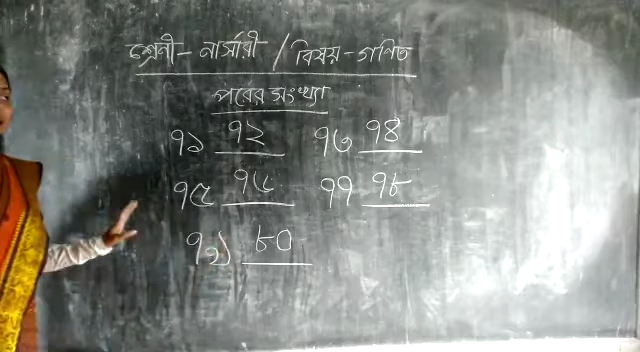 শ্রেনী - নার্সারী / বিষয় - গণিত
পরের সংখ্যা
৭১ ৭২ ৭৩ ৭৪
৭৫ ৭৬ ৭৭ ৭৮
৭৯ ৮০